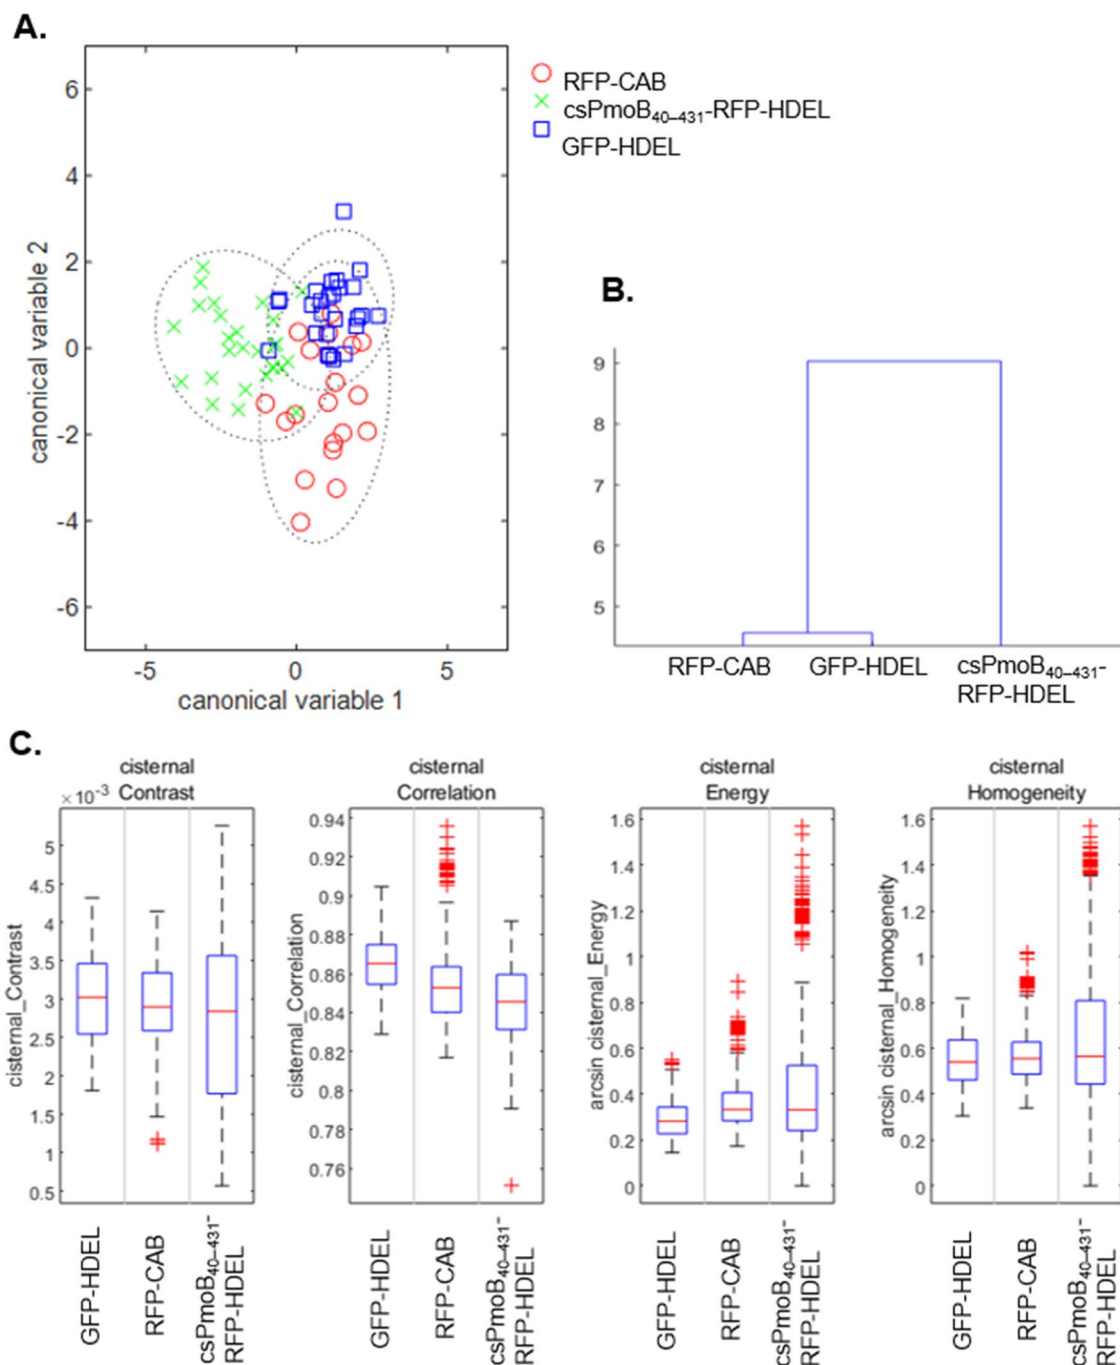 A.
6
4
2
0
-2
-4
-6
canonical variable 2
-5
0
5
canonical variable 1
RFP-CAB
csPmoB40–431-RFP-HDEL
GFP-HDEL
B.
9
8
7
6
5
RFP-CAB
GFP-HDEL
csPmoB40–431-
RFP-HDEL
C.
cisternal
Contrast
× 10-3
5
4.5
4
3.5
3
2.5
2
1.5
1
0.5
cisternal_Contrast
GFP-HDEL
RFP-CAB
csPmoB40–431-
RFP-HDEL
cisternal
Correlation
0.94
0.92
0.9
0.88
0.86
0.84
0.82
0.8
0.78
0.76
cisternal_Correlation
GFP-HDEL
RFP-CAB
csPmoB40–431-
RFP-HDEL
cisternal
Energy
1.6
1.4
1.2
1
0.8
0.6
0.4
0.2
0
arcsin cisternal_Energy
GFP-HDEL
RFP-CAB
csPmoB40–431-
RFP-HDEL
cisternal
Homogeneity
1.6
1.4
1.2
1
0.8
0.6
0.4
0.2
0
arcsin cisternal_Homogeneity
GFP-HDEL
RFP-CAB
csPmoB40–431-
RFP-HDEL